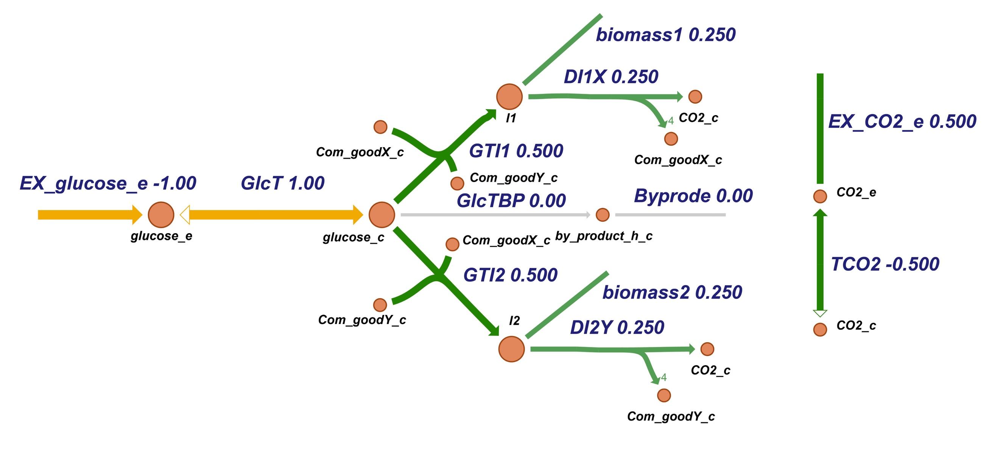 biomass1 0.250
DI1X 0.250
CO2_c
4
Com_goodX_c
I1
Com_goodX_c
GTI1 0.500
Com_goodY_c
EX_glucose_e -1.00
GlcT 1.00
GlcTBP 0.00
Byprode 0.00
glucose_e
glucose_c
by_product_h_c
Com_goodX_c
GTI2 0.500
Com_goodY_c
I2
biomass2 0.250
DI2Y 0.250
CO2_c
4
Com_goodY_c
EX_CO2_e 0.500
CO2_e
TCO2 -0.500
CO2_c